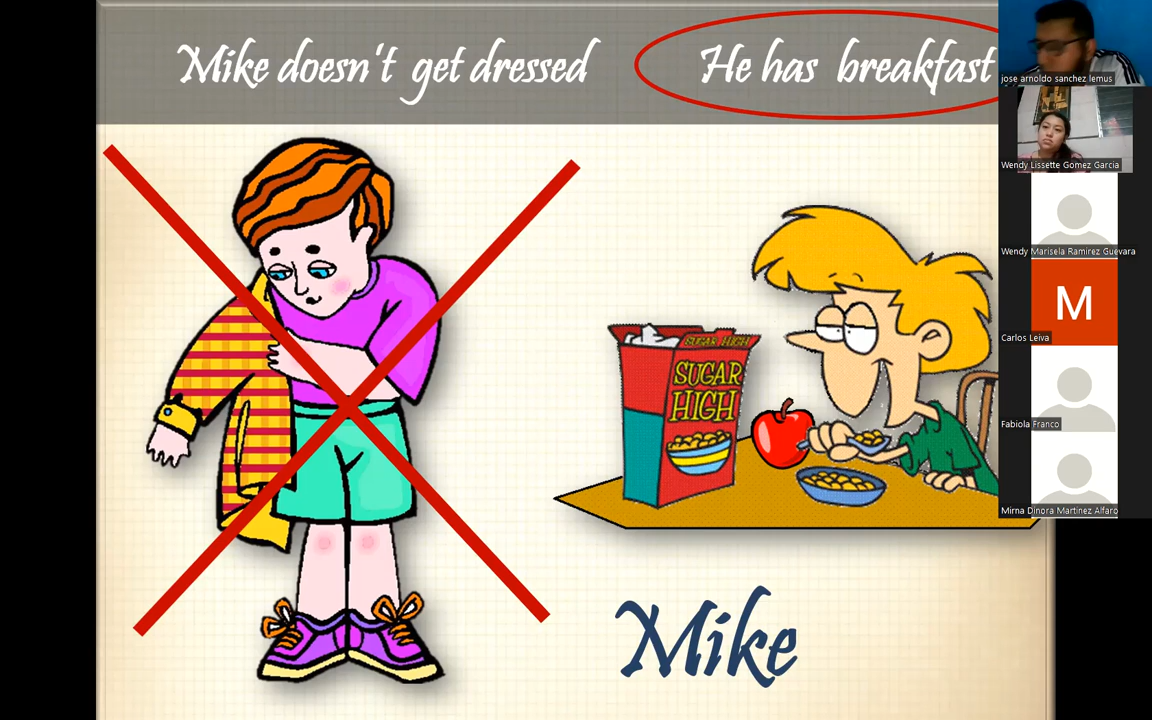 Mike doesn't get dressed
He has breakfast
jose arnoldo sanchez lemus
Wendy Lissette Gomez Garcia
Wendy Marisela Ramirez Guevara
M
Carlos Leiva
Fabiola Franco
Mirna Dinora Martinez Alfaro
SUGAR HIGH
SUGAR
HIGH
Mike